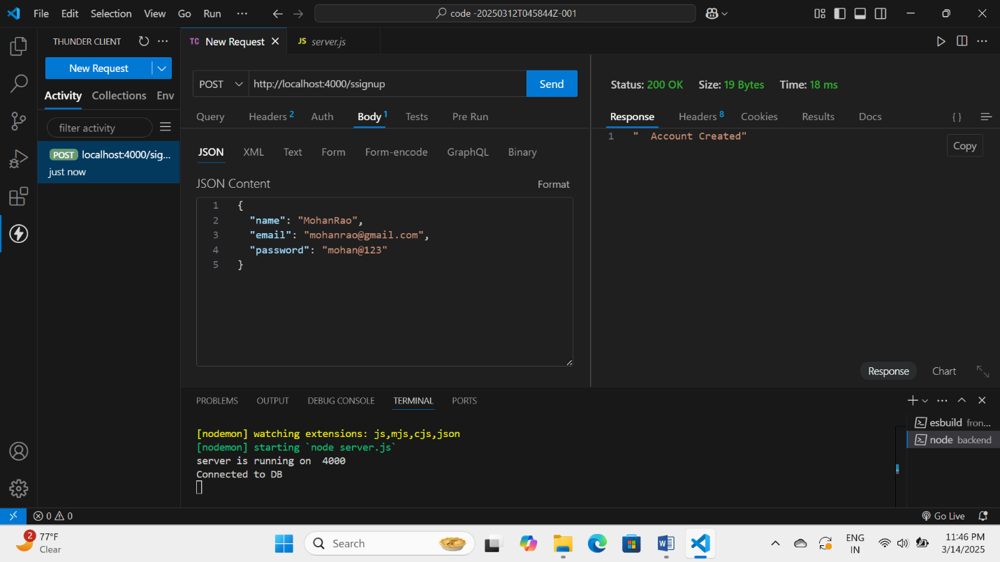 File Edit Selection View Go Run ··· code -20250312T045844Z-001
THUNDER CLIENT ···
New Request
Activity Collections Env
filter activity
POST localhost:4000/sig...
just now
TC New Request
JS server.js
POST http://localhost:4000/ssignup Send
Query Headers 2 Auth Body 1 Tests Pre Run
JSON XML Text Form Form-encode GraphQL Binary
JSON Content Format
1 {
2 "name": "MohanRao",
3 "email": "mohanrao@gmail.com",
4 "password": "mohan@123"
5 }
Status: 200 OK Size: 19 Bytes Time: 18 ms
Response Headers 8 Cookies Results Docs { }
1 "  Account Created"
Copy
Response Chart
PROBLEMS OUTPUT DEBUG CONSOLE TERMINAL PORTS
[nodemon] watching extensions: js,mjs,cjs,json
[nodemon] starting `node server.js`
server is running on  4000
Connected to DB
esbuild fron...
node backend
0 0 Go Live
2 77°F
Clear
Search
ENG
IN
11:46 PM
3/14/2025